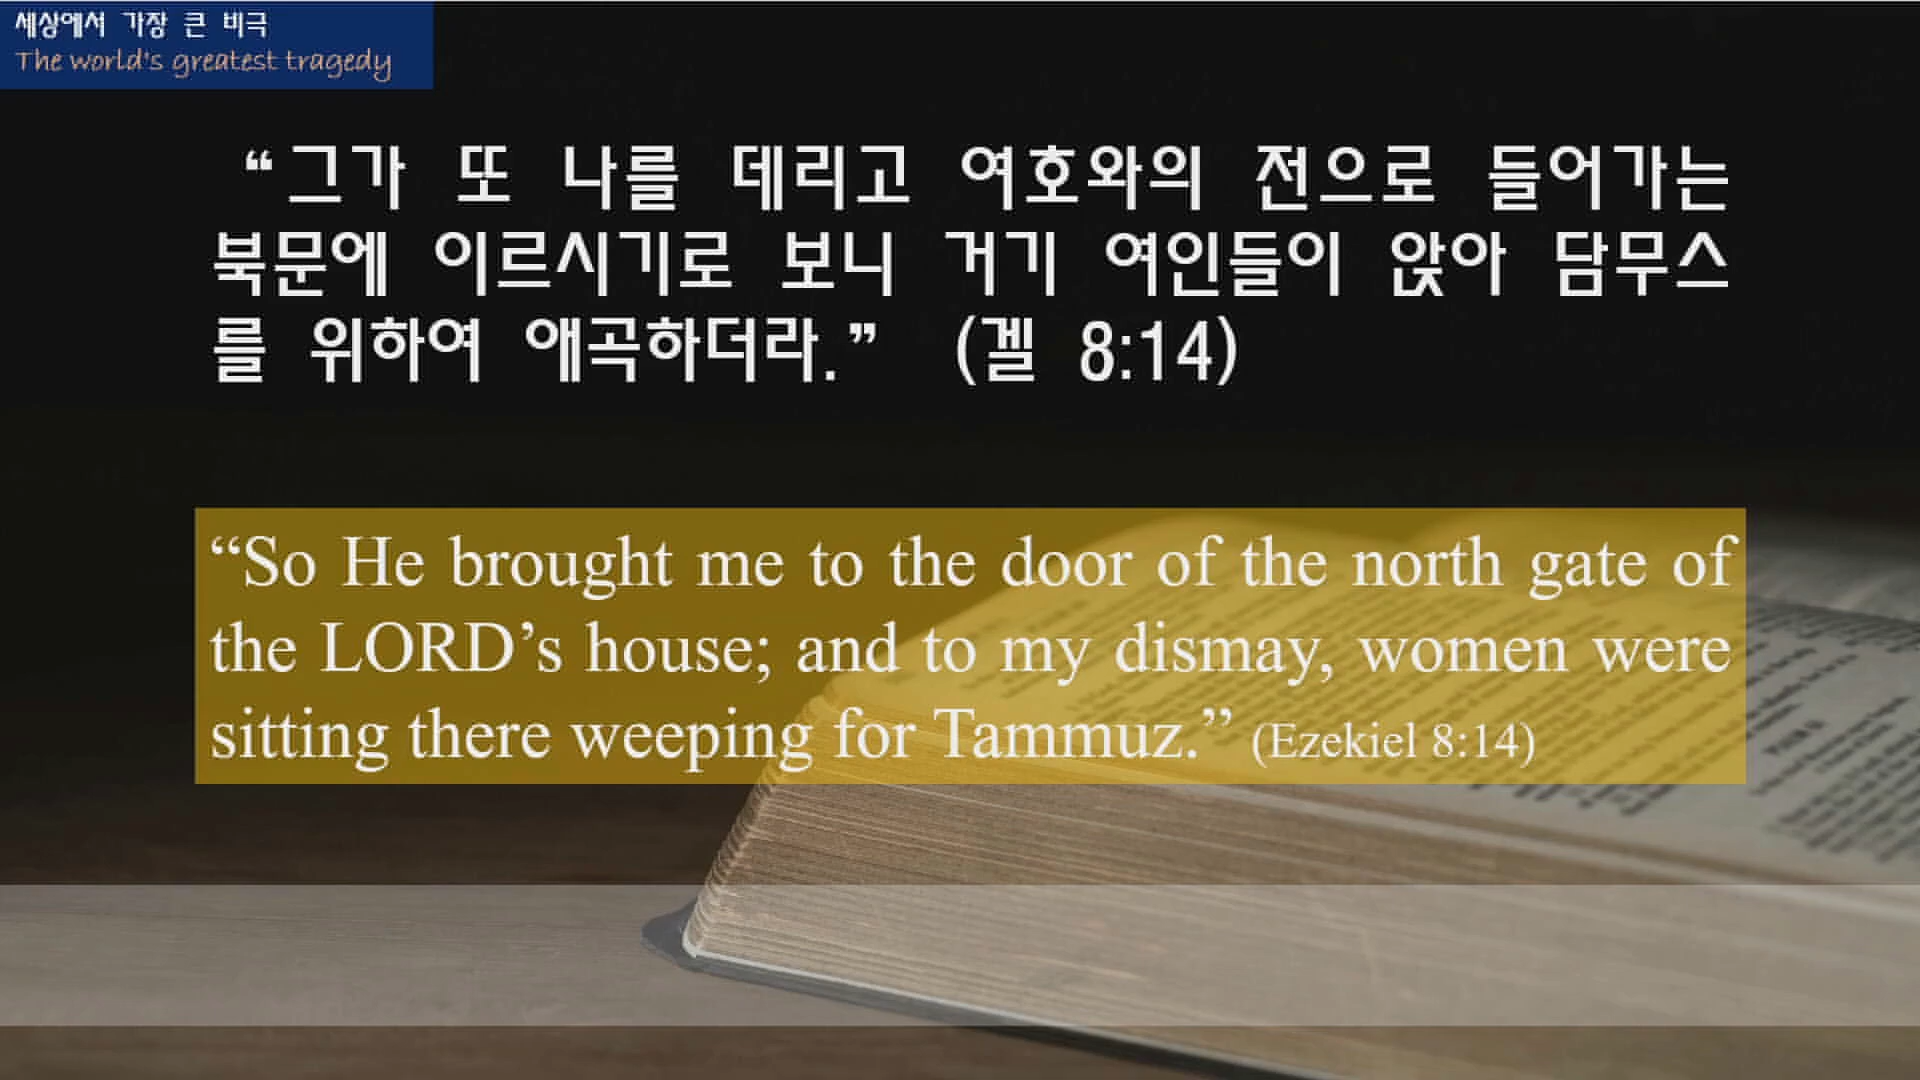 세상에서 가장 큰 비극
The world's greatest tragedy
“그가 또 나를 데리고 여호와의 전으로 들어가는
북문에 이르시기로 보니 거기 여인들이 앉아 담무스
를 위하여 애곡하더라.” (겔 8:14)
“So He brought me to the door of the north gate of
the LORD’s house; and to my dismay, women were
sitting there weeping for Tammuz.” (Ezekiel 8:14)